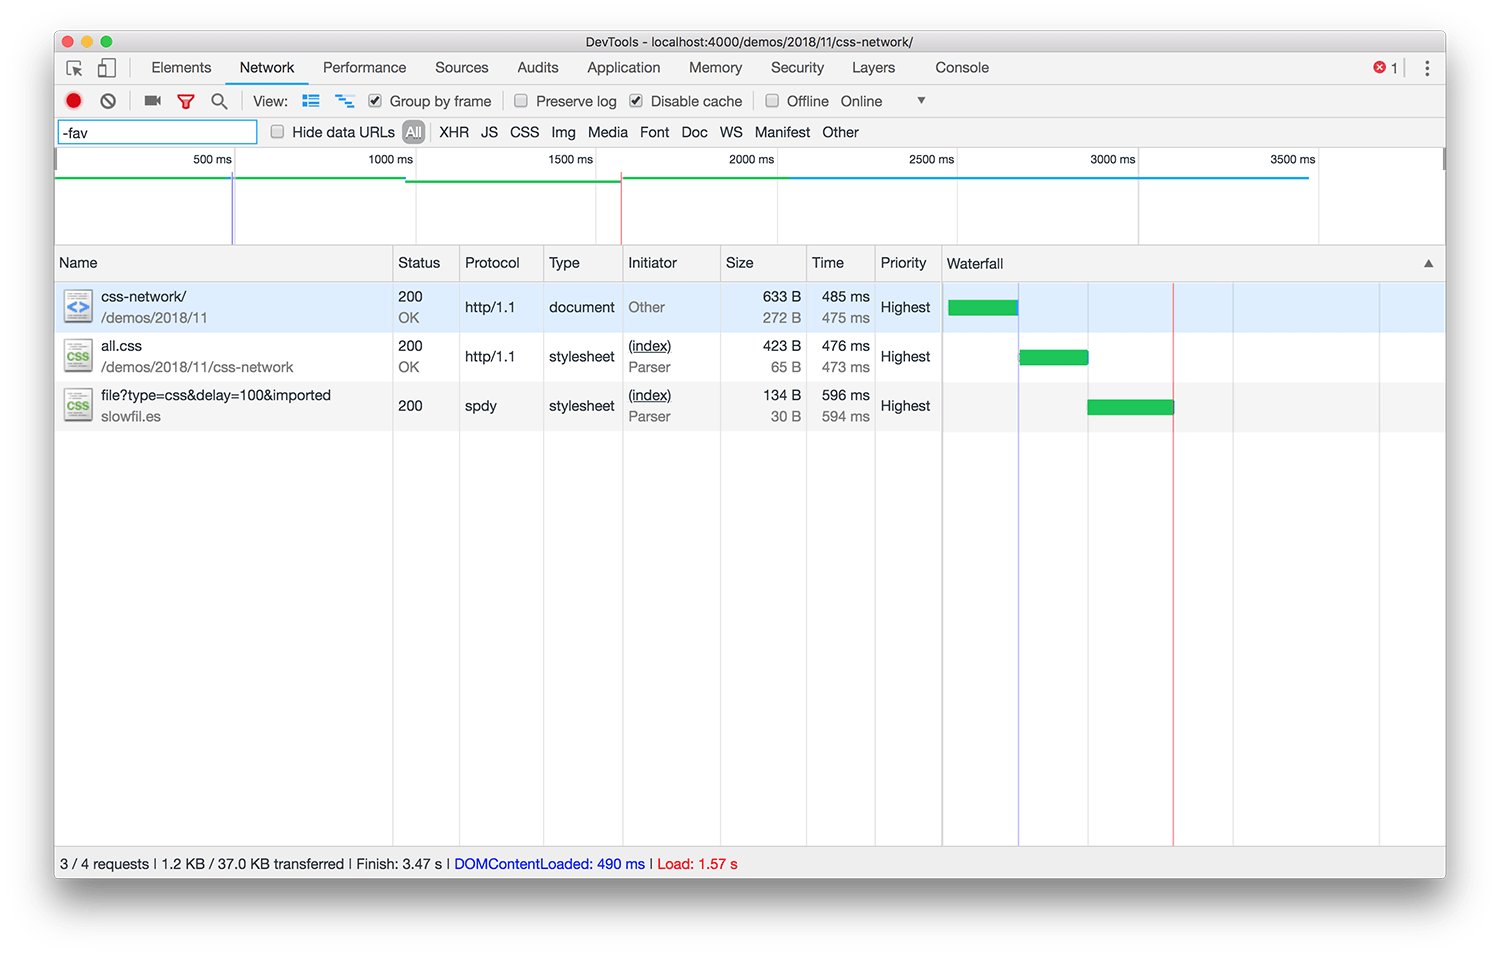 DevTools - localhost:4000/demos/2018/11/css-network/
Elements Network Performance Sources Audits Application Memory Security Layers Console 1
View: Group by frame Preserve log Disable cache Offline Online
-fav Hide data URLs All XHR JS CSS Img Media Font Doc WS Manifest Other
500 ms 1000 ms 1500 ms 2000 ms 2500 ms 3000 ms 3500 ms
Name Status Protocol Type Initiator Size Time Priority Waterfall
css-network/ 200 http/1.1 document Other 633 B 485 ms Highest
/demos/2018/11 OK 272 B 475 ms
all.css 200 http/1.1 stylesheet (index) 423 B 476 ms Highest
CSS /demos/2018/11/css-network OK Parser 65 B 473 ms
file?type=css&delay=100&imported 200 spdy stylesheet (index) 134 B 596 ms Highest
CSS slowfil.es Parser 30 B 594 ms
3 / 4 requests | 1.2 KB / 37.0 KB transferred | Finish: 3.47 s | DOMContentLoaded: 490 ms | Load: 1.57 s